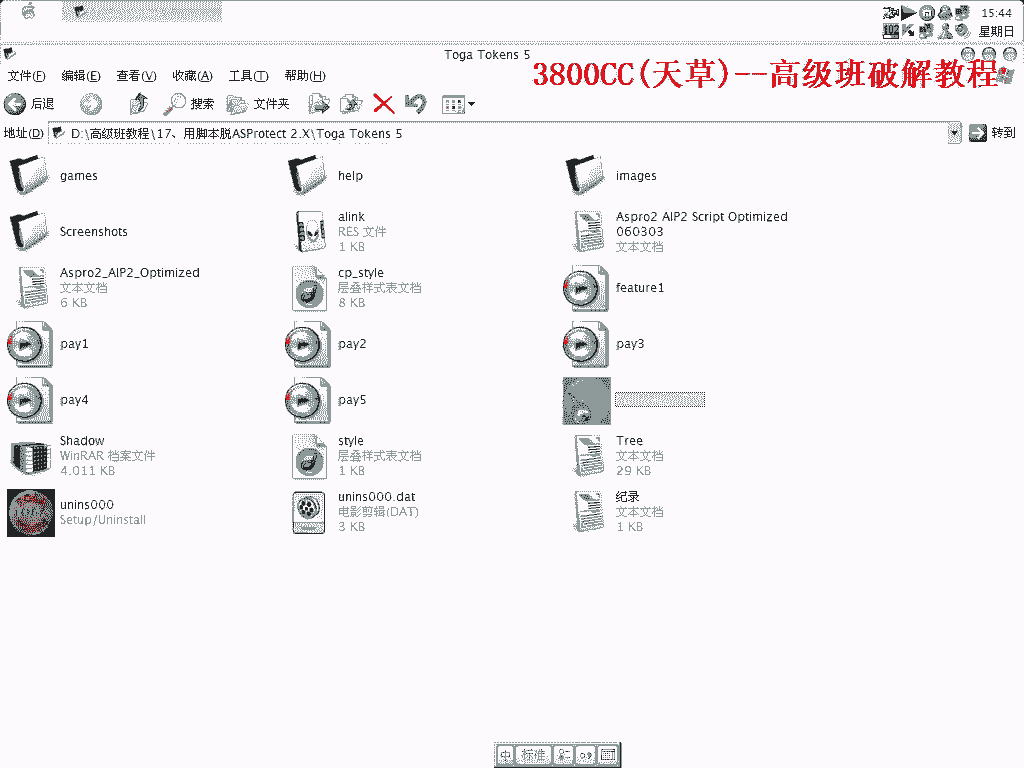 15:44
星期日
Toga Tokens 5
文件(F) 编辑(E) 查看(V) 收藏(A) 工具(T) 帮助(H)
3800CC(天草)--高级班破解教程
后退 搜索 文件夹
地址(D) D:\高级班教程\17、用脚本脱ASProtect 2.X\Toga Tokens 5 转到
games
help
images
Screenshots
alink
RES 文件
1 KB
Aspro2 AIP2 Script Optimized
060303
文本文档
Aspro2_AIP2_Optimized
文本文档
6 KB
cp_style
层叠样式表文档
8 KB
feature1
pay1
pay2
pay3
pay4
pay5
Shadow
WinRAR 档案文件
4,011 KB
style
层叠样式表文档
1 KB
Tree
文本文档
29 KB
unins000
Setup/Uninstall
unins000.dat
电影剪辑(DAT)
3 KB
纪录
文本文档
1 KB
中 标准